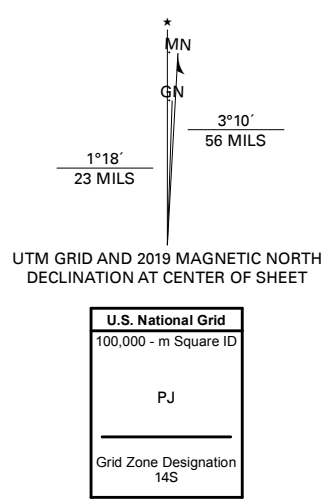 ★
MN
GN
3°10´
56 MILS
1°18´
23 MILS
UTM GRID AND 2019 MAGNETIC NORTH
DECLINATION AT CENTER OF SHEET
U.S. National Grid
100,000 - m Square ID
PJ
Grid Zone Designation
14S